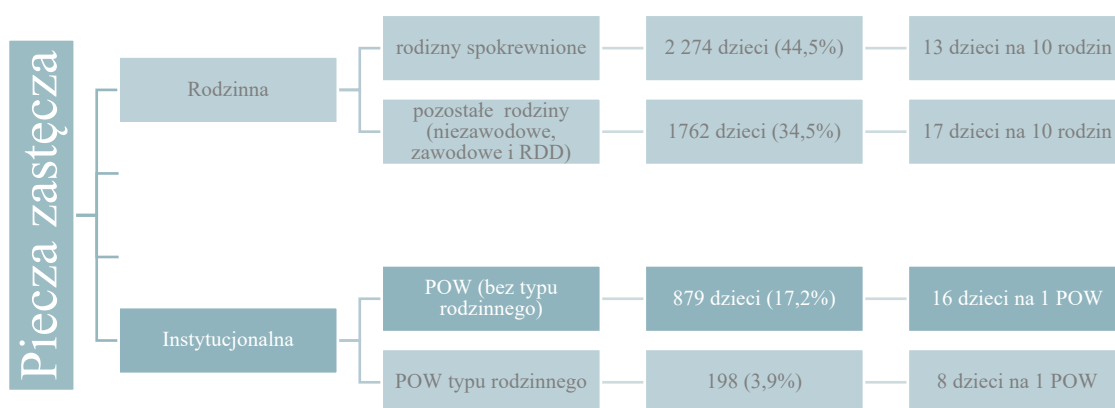 Piecza zastęcza
Rodzinna
rodizny spokrewnione
2 274 dzieci (44,5%)
13 dzieci na 10 rodzin
pozostałe rodziny
(niezawodowe,
zawodowe i RDD)
1762 dzieci (34,5%)
17 dzieci na 10 rodzin
Instytucjonalna
POW (bez typu
rodzinnego)
879 dzieci (17,2%)
16 dzieci na 1 POW
POW typu rodzinnego
198 (3,9%)
8 dzieci na 1 POW